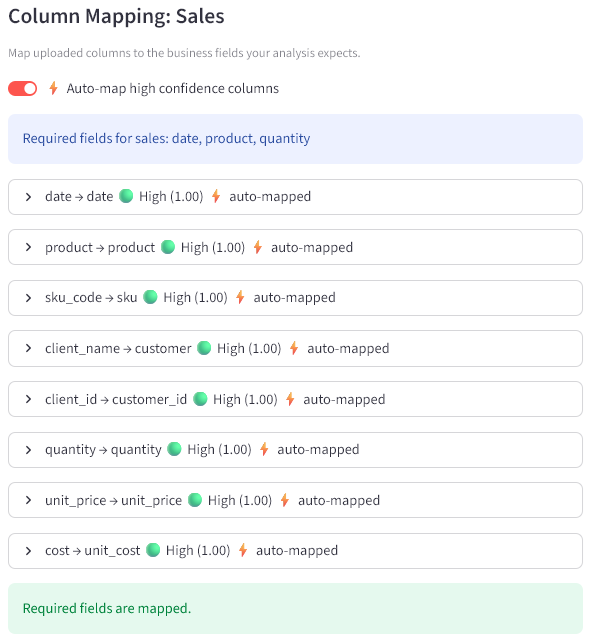 Column Mapping: Sales
Map uploaded columns to the business fields your analysis expects.
⚡ Auto-map high confidence columns
Required fields for sales: date, product, quantity
date → date 🟢 High (1.00) ⚡ auto-mapped
product → product 🟢 High (1.00) ⚡ auto-mapped
sku_code → sku 🟢 High (1.00) ⚡ auto-mapped
client_name → customer 🟢 High (1.00) ⚡ auto-mapped
client_id → customer_id 🟢 High (1.00) ⚡ auto-mapped
quantity → quantity 🟢 High (1.00) ⚡ auto-mapped
unit_price → unit_price 🟢 High (1.00) ⚡ auto-mapped
cost → unit_cost 🟢 High (1.00) ⚡ auto-mapped
Required fields are mapped.